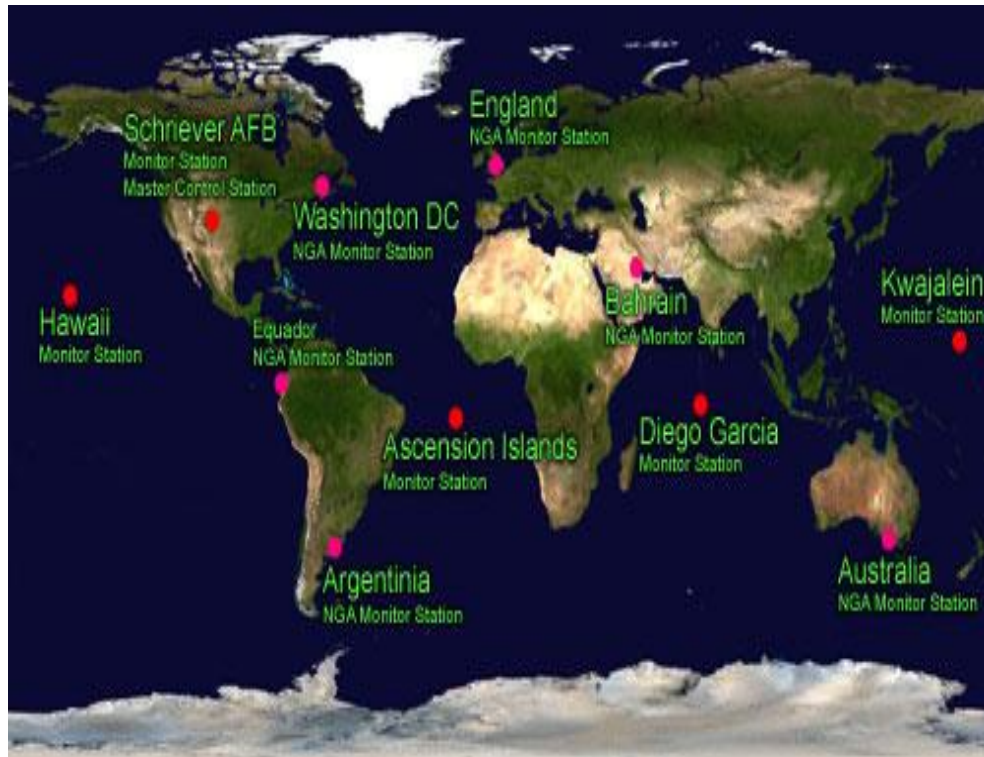 England
NGA Monitor Station
Schriever AFB
Monitor Station
Master Control Station
Washington DC
NGA Monitor Station
Kwajalein
Monitor Station
Bahrain
NGA Monitor Station
Hawaii
Monitor Station
Equador
NGA Monitor Station
Ascension Islands
Monitor Station
Diego Garcia
Monitor Station
Argentinia
NGA Monitor Station
Australia
NGA Monitor Station